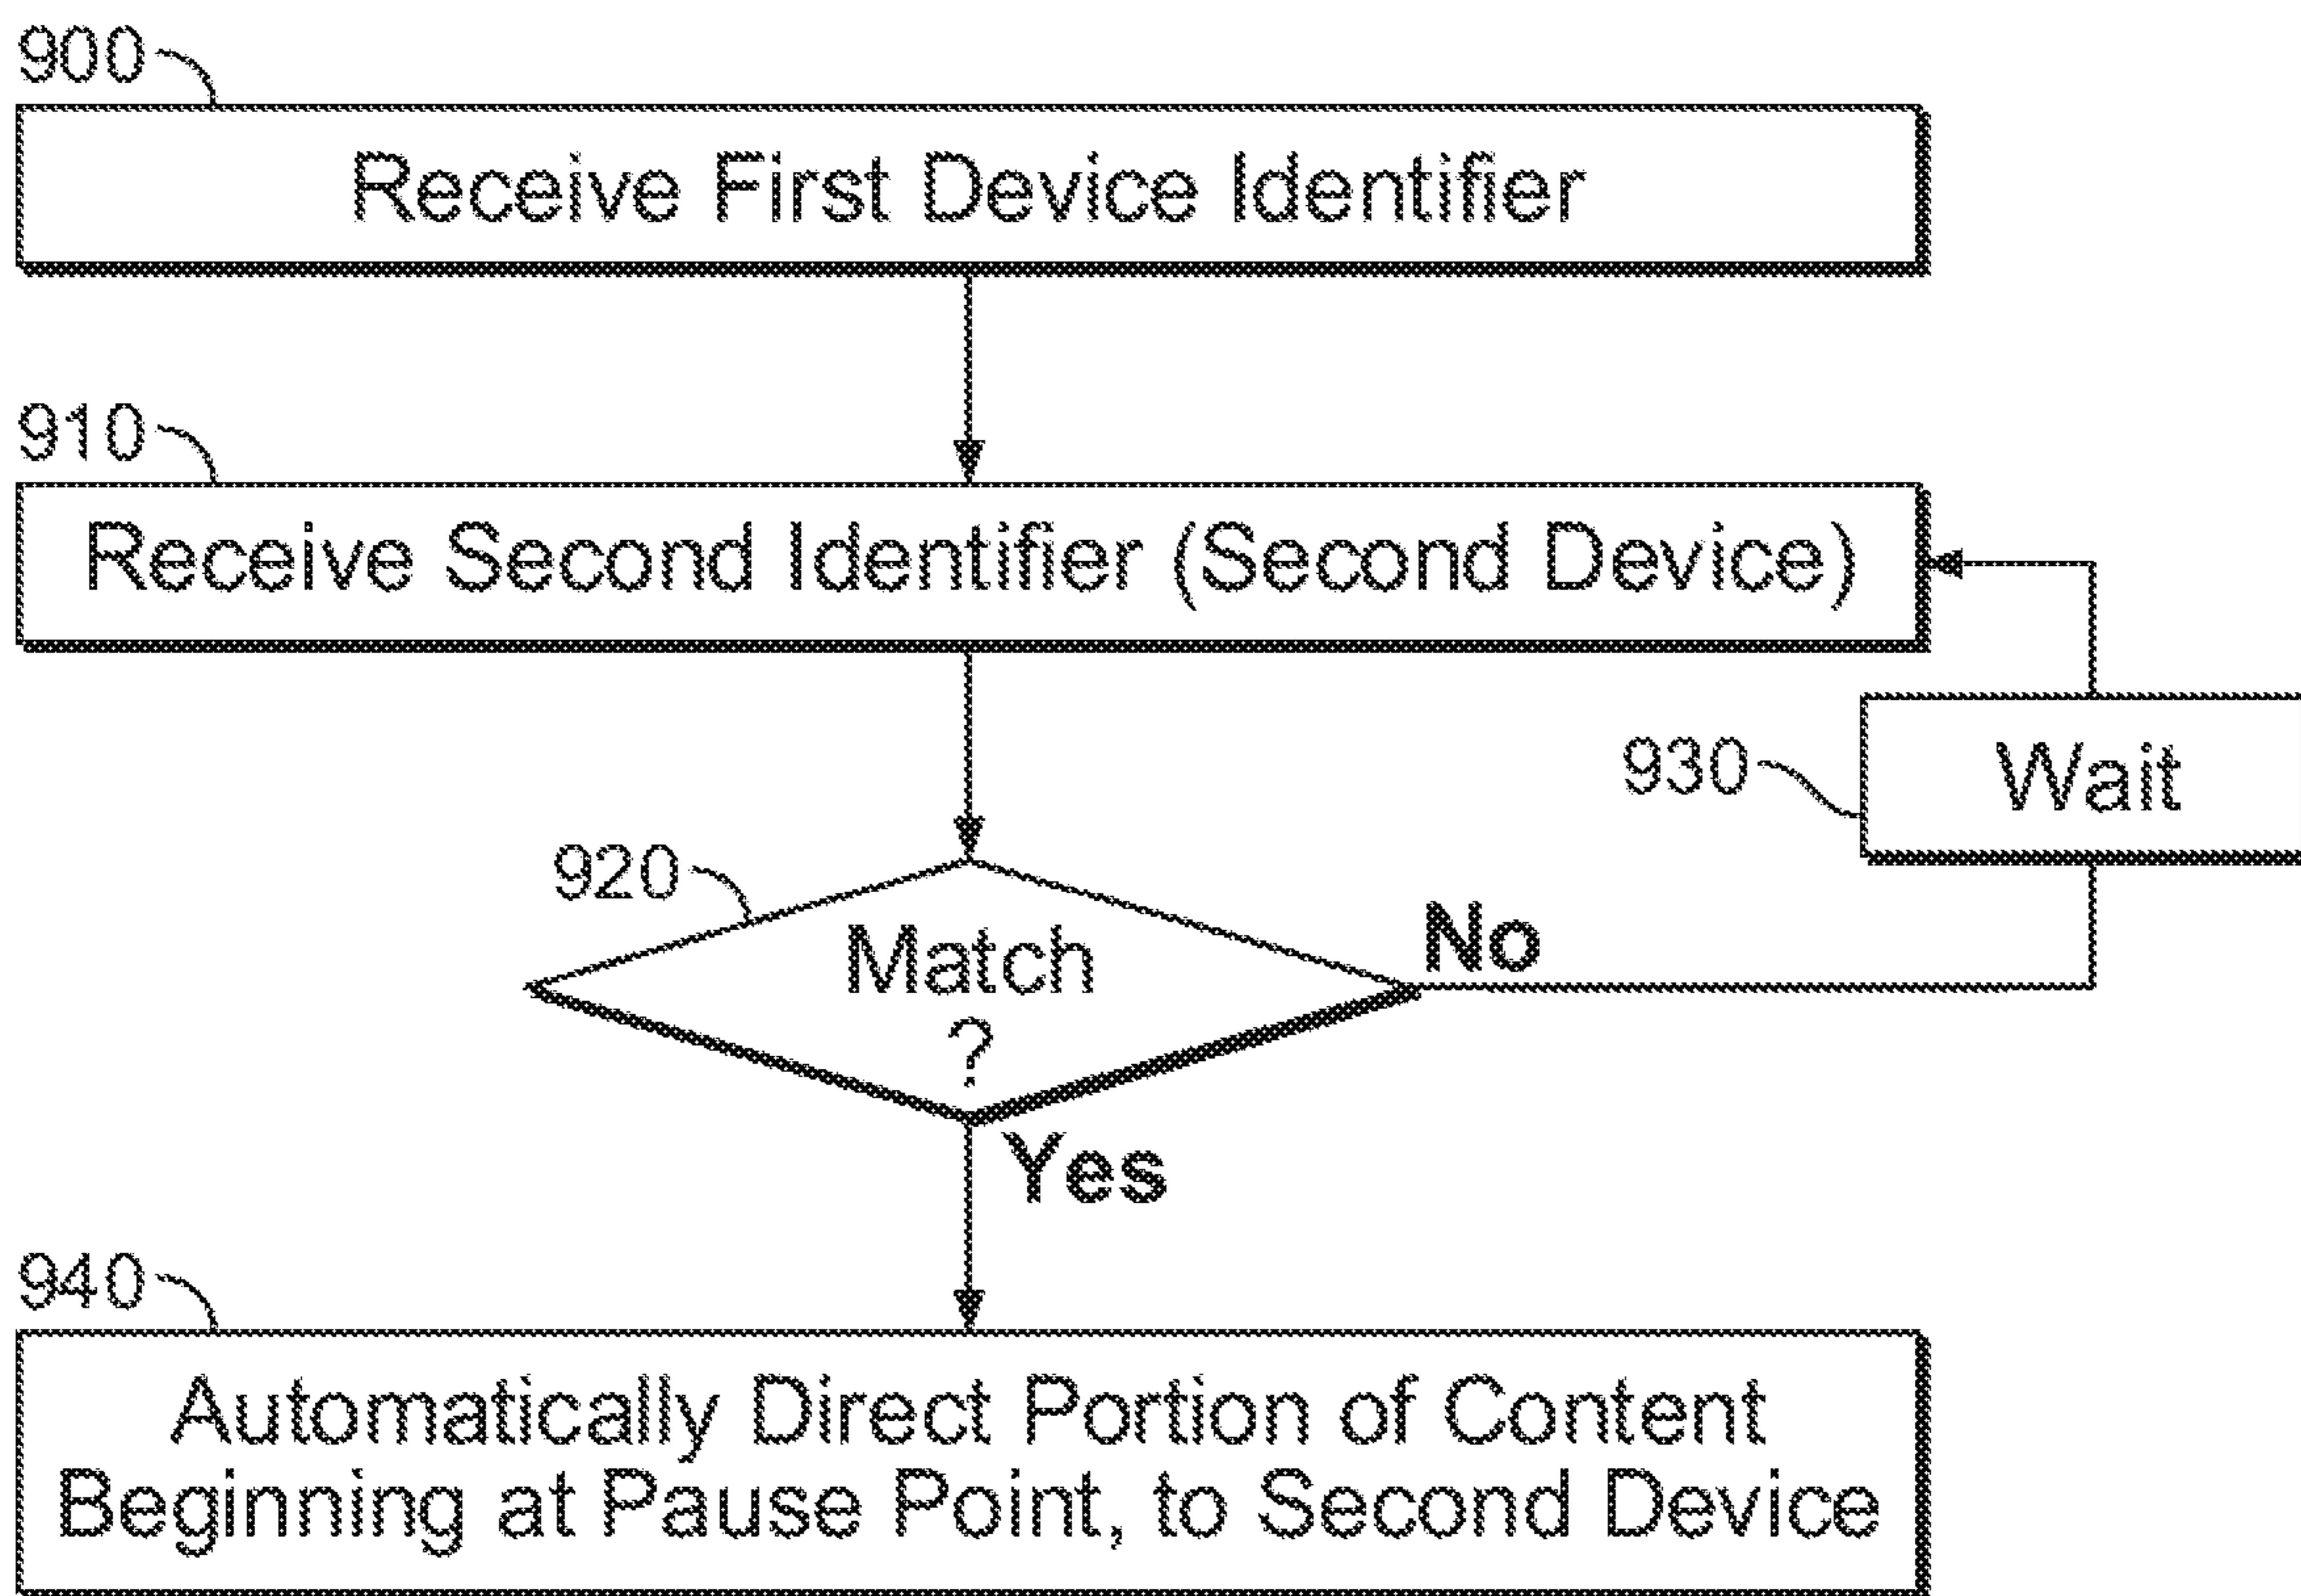 900
Receive First Device Identifier
910
Receive Second Identifier (Second Device)
930
Wait
920
Match
?
No
Yes
940
Automatically Direct Portion of Content
Beginning at Pause Point, to Second Device